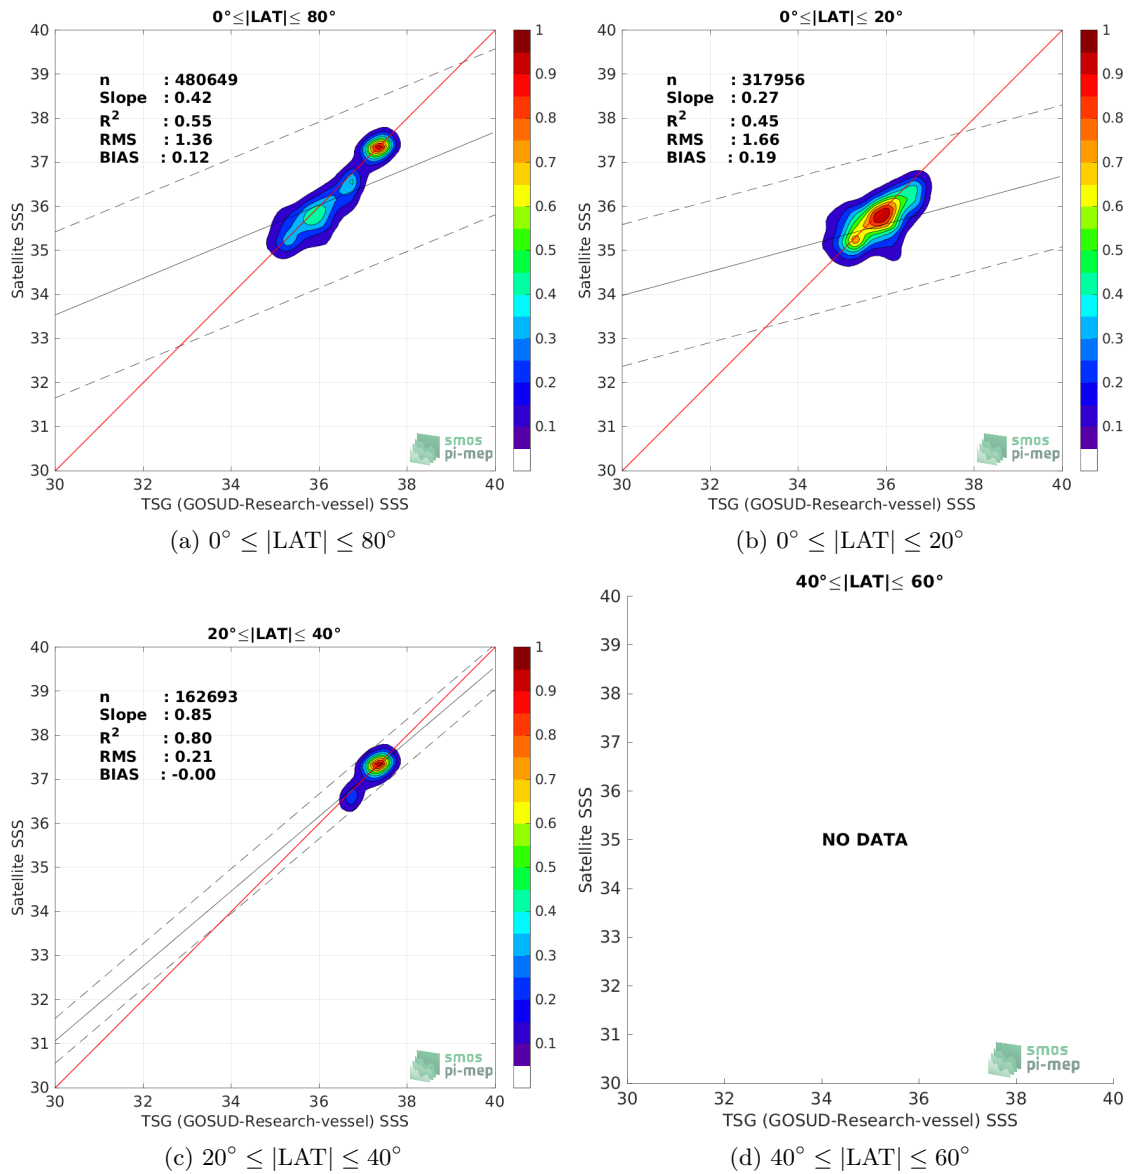 0°≤|LAT|≤ 80°
40
39
38
37
36
35
34
33
32
31
30
Satellite SSS
n : 480649
Slope : 0.42
R² : 0.55
RMS : 1.36
BIAS : 0.12
smos
pi-mep
30 32 34 36 38 40
TSG (GOSUD-Research-vessel) SSS
1
0.9
0.8
0.7
0.6
0.5
0.4
0.3
0.2
0.1
(a) 0° ≤ |LAT| ≤ 80°
0°≤|LAT|≤ 20°
40
39
38
37
36
35
34
33
32
31
30
Satellite SSS
n : 317956
Slope : 0.27
R² : 0.45
RMS : 1.66
BIAS : 0.19
smos
pi-mep
30 32 34 36 38 40
TSG (GOSUD-Research-vessel) SSS
1
0.9
0.8
0.7
0.6
0.5
0.4
0.3
0.2
0.1
(b) 0° ≤ |LAT| ≤ 20°
20°≤|LAT|≤ 40°
40
39
38
37
36
35
34
33
32
31
30
Satellite SSS
n : 162693
Slope : 0.85
R² : 0.80
RMS : 0.21
BIAS : -0.00
smos
pi-mep
30 32 34 36 38 40
TSG (GOSUD-Research-vessel) SSS
1
0.9
0.8
0.7
0.6
0.5
0.4
0.3
0.2
0.1
(c) 20° ≤ |LAT| ≤ 40°
40°≤|LAT|≤ 60°
40
39
38
37
36
35
34
33
32
31
30
Satellite SSS
NO DATA
smos
pi-mep
30 32 34 36 38 40
TSG (GOSUD-Research-vessel) SSS
(d) 40° ≤ |LAT| ≤ 60°